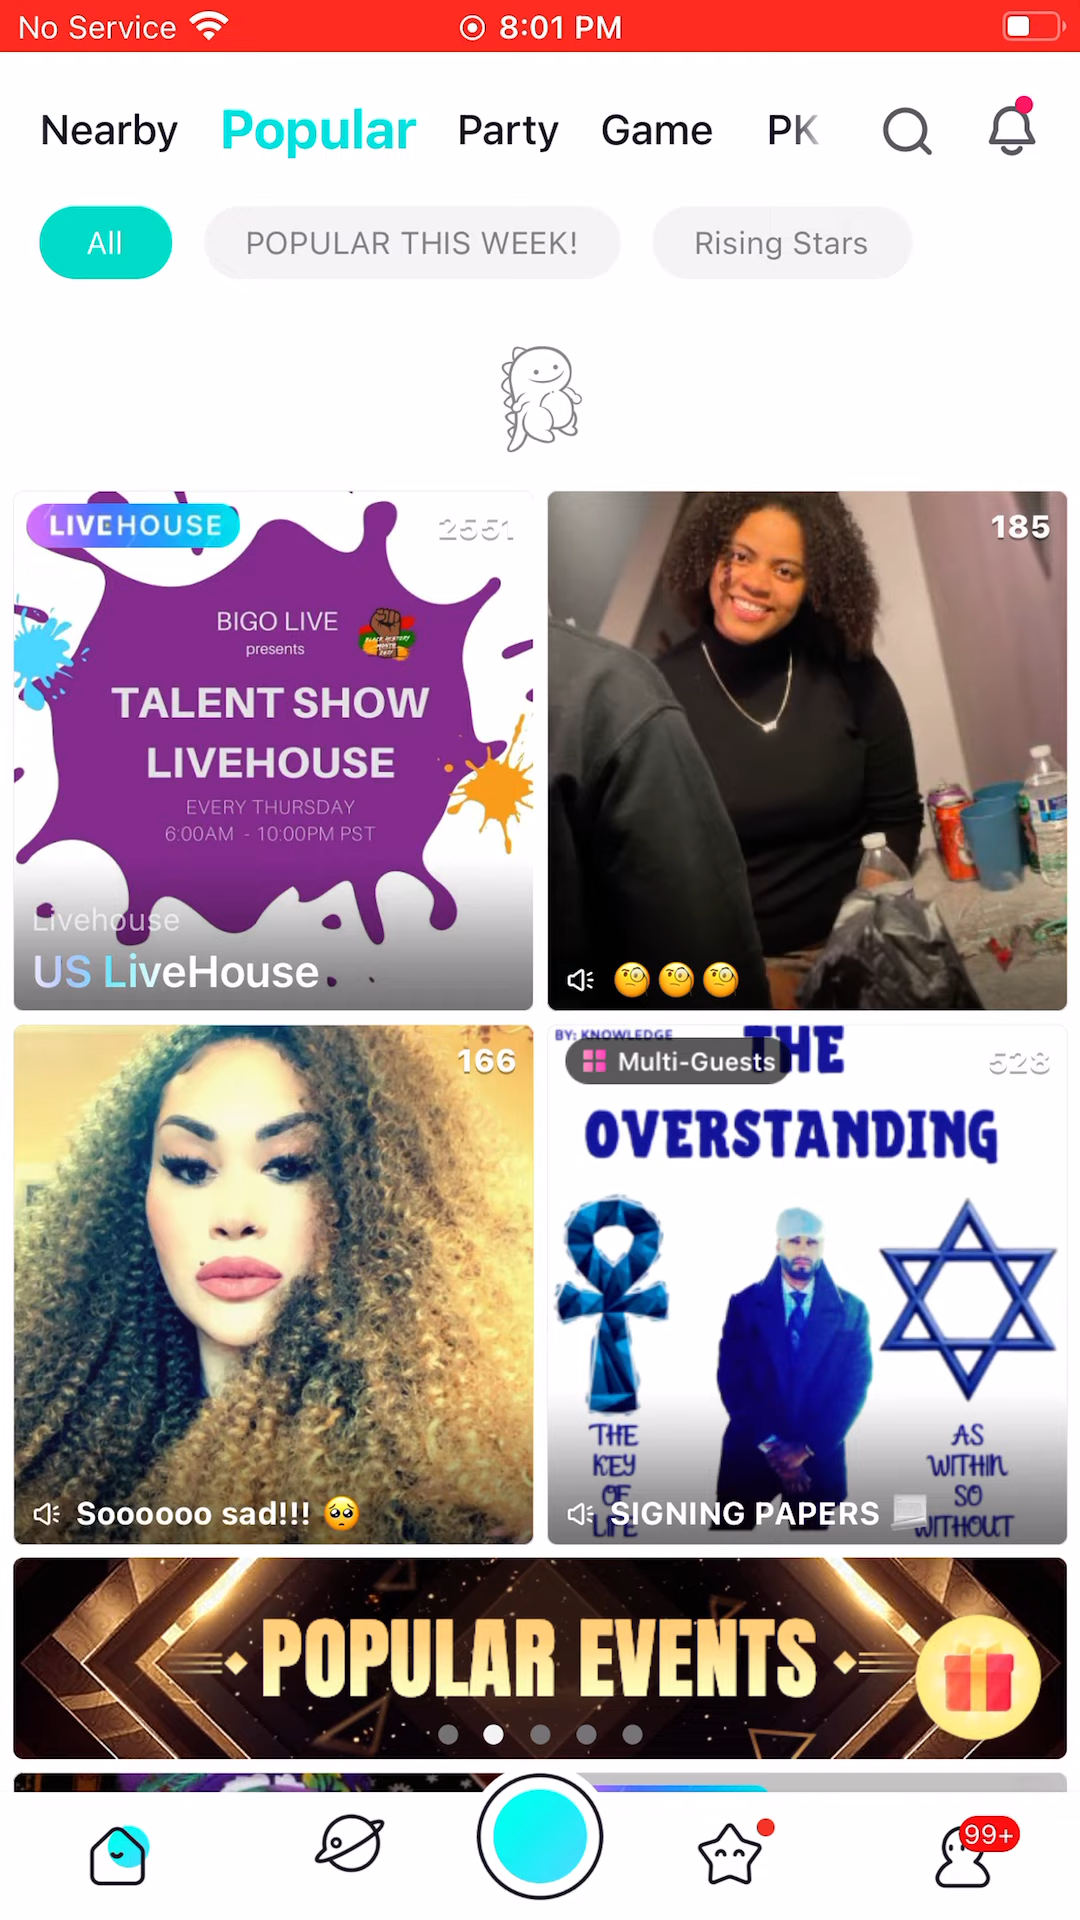 No Service
8:01 PM
Nearby Popular Party Game PK
All POPULAR THIS WEEK! Rising Stars
LIVEHOUSE
2551
BIGO LIVE
presents
BLACK HISTORY
MONTH
TALENT SHOW
LIVEHOUSE
EVERY THURSDAY
6:00AM - 10:00PM PST
Livehouse
US LiveHouse
185
166
Soooooo sad!!!
BY: KNOWLEDGE
THE
Multi-Guests
528
OVERSTANDING
THE
KEY
OF
LIFE
AS
WITHIN
SO
WITHOUT
SIGNING PAPERS
POPULAR EVENTS
99+